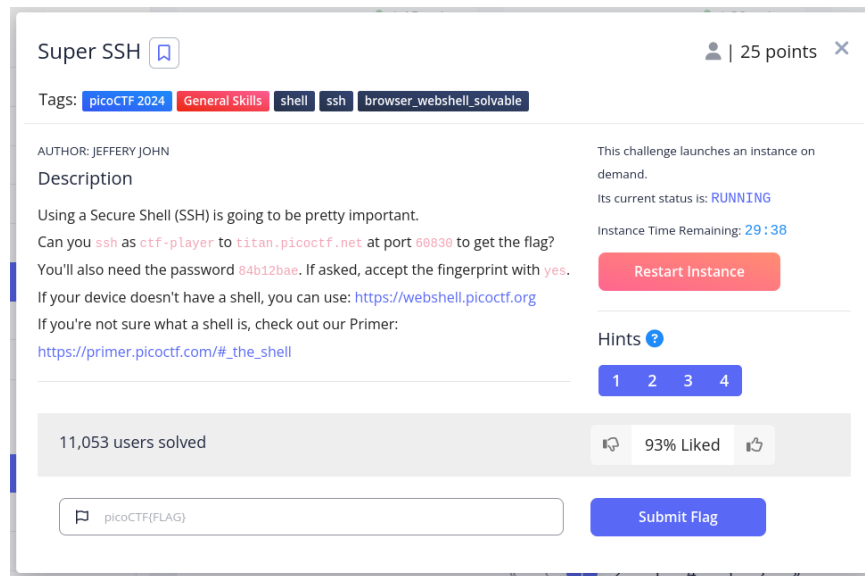 Super SSH
| 25 points
Tags: picoCTF 2024 General Skills shell ssh browser_webshell_solvable
AUTHOR: JEFFERY JOHN
Description
Using a Secure Shell (SSH) is going to be pretty important.
Can you ssh as ctf-player to titan.picoctf.net at port 60830 to get the flag?
You'll also need the password 84b12bae. If asked, accept the fingerprint with yes.
If your device doesn't have a shell, you can use: https://webshell.picoctf.org
If you're not sure what a shell is, check out our Primer:
https://primer.picoctf.com/#_the_shell
This challenge launches an instance on
demand.
Its current status is: RUNNING
Instance Time Remaining: 29:38
Restart Instance
Hints ?
1 2 3 4
11,053 users solved
93% Liked
picoCTF{FLAG}
Submit Flag